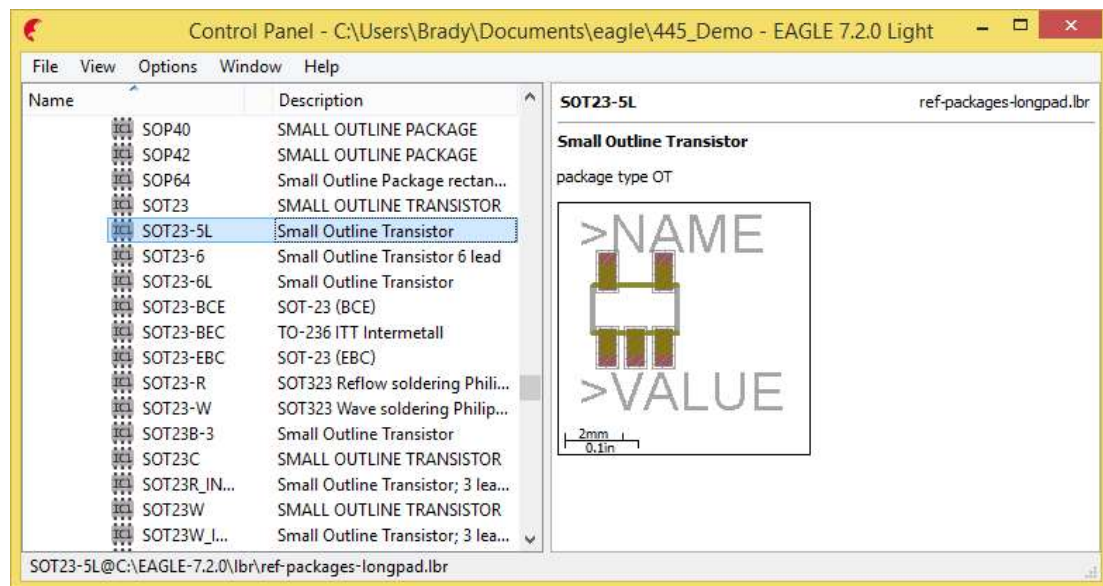 Control Panel - C:\Users\Brady\Documents\eagle\445_Demo - EAGLE 7.2.0 Light
File View Options Window Help
Name Description
SOP40 SMALL OUTLINE PACKAGE
SOP42 SMALL OUTLINE PACKAGE
SOP64 Small Outline Package rectan...
SOT23 SMALL OUTLINE TRANSISTOR
SOT23-5L Small Outline Transistor
SOT23-6 Small Outline Transistor 6 lead
SOT23-6L Small Outline Transistor
SOT23-BCE SOT-23 (BCE)
SOT23-BEC TO-236 ITT Intermetall
SOT23-EBC SOT-23 (EBC)
SOT23-R SOT323 Reflow soldering Phili...
SOT23-W SOT323 Wave soldering Philip...
SOT23B-3 Small Outline Transistor
SOT23C SMALL OUTLINE TRANSISTOR
SOT23R_IN... Small Outline Transistor; 3 lea...
SOT23W SMALL OUTLINE TRANSISTOR
SOT23W_I... Small Outline Transistor; 3 lea...
SOT23-5L ref-packages-longpad.lbr
Small Outline Transistor
package type OT
>NAME
>VALUE
2mm
0.1in
SOT23-5L@C:\EAGLE-7.2.0\lbr\ref-packages-longpad.lbr